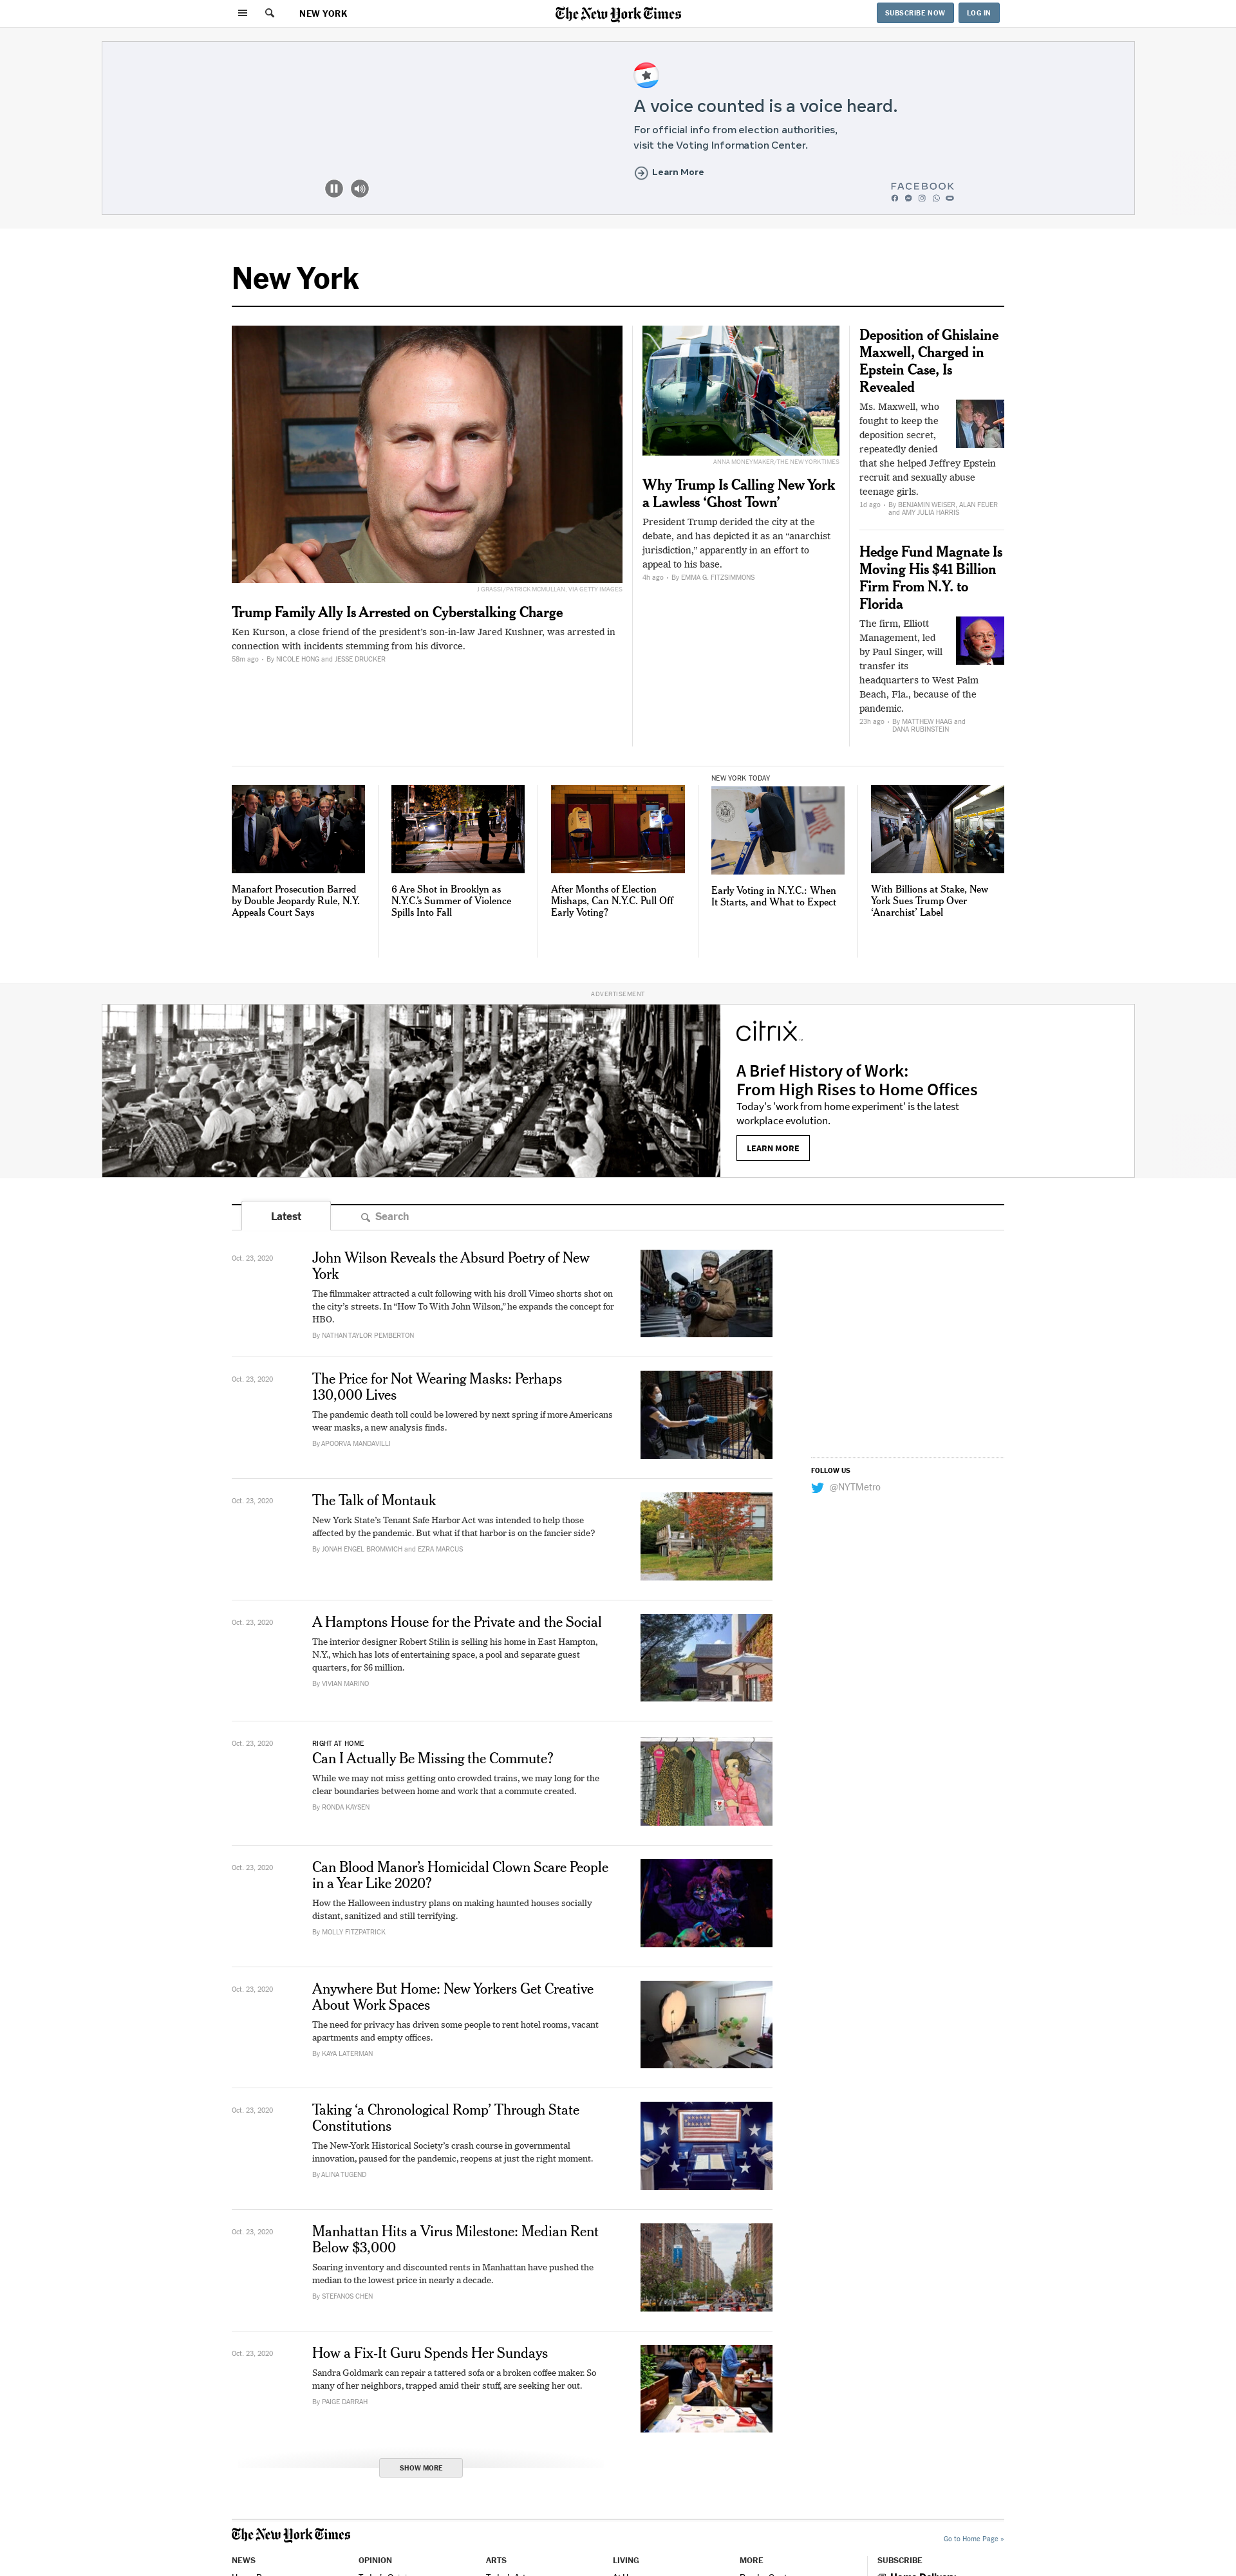 NEW YORK
The New York Times
SUBSCRIBE NOW
LOG IN
A voice counted is a voice heard.
For official info from election authorities,
visit the Voting Information Center.
Learn More
FACEBOOK
New York
J GRASSI/PATRICK MCMULLAN, VIA GETTY IMAGES
Trump Family Ally Is Arrested on Cyberstalking Charge
Ken Kurson, a close friend of the president's son-in-law Jared Kushner, was arrested in
connection with incidents stemming from his divorce.
58m ago • By NICOLE HONG and JESSE DRUCKER
ANNA MONEYMAKER/THE NEW YORK TIMES
Why Trump Is Calling New York
a Lawless ‘Ghost Town’
President Trump derided the city at the
debate, and has depicted it as an “anarchist
jurisdiction,” apparently in an effort to
appeal to his base.
4h ago • By EMMA G. FITZSIMMONS
Deposition of Ghislaine
Maxwell, Charged in
Epstein Case, Is
Revealed
Ms. Maxwell, who
fought to keep the
deposition secret,
repeatedly denied
that she helped Jeffrey Epstein
recruit and sexually abuse
teenage girls.
1d ago • By BENJAMIN WEISER, ALAN FEUER
and AMY JULIA HARRIS
Hedge Fund Magnate Is
Moving His $41 Billion
Firm From N.Y. to
Florida
The firm, Elliott
Management, led
by Paul Singer, will
transfer its
headquarters to West Palm
Beach, Fla., because of the
pandemic.
23h ago • By MATTHEW HAAG and
DANA RUBINSTEIN
Manafort Prosecution Barred
by Double Jeopardy Rule, N.Y.
Appeals Court Says
6 Are Shot in Brooklyn as
N.Y.C.’s Summer of Violence
Spills Into Fall
After Months of Election
Mishaps, Can N.Y.C. Pull Off
Early Voting?
NEW YORK TODAY
Early Voting in N.Y.C.: When
It Starts, and What to Expect
With Billions at Stake, New
York Sues Trump Over
‘Anarchist’ Label
ADVERTISEMENT
citrix
A Brief History of Work:
From High Rises to Home Offices
Today's 'work from home experiment' is the latest
workplace evolution.
LEARN MORE
Latest
Search
Oct. 23, 2020
John Wilson Reveals the Absurd Poetry of New
York
The filmmaker attracted a cult following with his droll Vimeo shorts shot on
the city’s streets. In “How To With John Wilson,” he expands the concept for
HBO.
By NATHAN TAYLOR PEMBERTON
Oct. 23, 2020
The Price for Not Wearing Masks: Perhaps
130,000 Lives
The pandemic death toll could be lowered by next spring if more Americans
wear masks, a new analysis finds.
By APOORVA MANDAVILLI
FOLLOW US
@NYTMetro
Oct. 23, 2020
The Talk of Montauk
New York State’s Tenant Safe Harbor Act was intended to help those
affected by the pandemic. But what if that harbor is on the fancier side?
By JONAH ENGEL BROMWICH and EZRA MARCUS
Oct. 23, 2020
A Hamptons House for the Private and the Social
The interior designer Robert Stilin is selling his home in East Hampton,
N.Y., which has lots of entertaining space, a pool and separate guest
quarters, for $6 million.
By VIVIAN MARINO
Oct. 23, 2020
RIGHT AT HOME
Can I Actually Be Missing the Commute?
While we may not miss getting onto crowded trains, we may long for the
clear boundaries between home and work that a commute created.
By RONDA KAYSEN
Oct. 23, 2020
Can Blood Manor’s Homicidal Clown Scare People
in a Year Like 2020?
How the Halloween industry plans on making haunted houses socially
distant, sanitized and still terrifying.
By MOLLY FITZPATRICK
Oct. 23, 2020
Anywhere But Home: New Yorkers Get Creative
About Work Spaces
The need for privacy has driven some people to rent hotel rooms, vacant
apartments and empty offices.
By KAYA LATERMAN
Oct. 23, 2020
Taking ‘a Chronological Romp’ Through State
Constitutions
The New-York Historical Society’s crash course in governmental
innovation, paused for the pandemic, reopens at just the right moment.
By ALINA TUGEND
Oct. 23, 2020
Manhattan Hits a Virus Milestone: Median Rent
Below $3,000
Soaring inventory and discounted rents in Manhattan have pushed the
median to the lowest price in nearly a decade.
By STEFANOS CHEN
Oct. 23, 2020
How a Fix-It Guru Spends Her Sundays
Sandra Goldmark can repair a tattered sofa or a broken coffee maker. So
many of her neighbors, trapped amid their stuff, are seeking her out.
By PAIGE DARRAH
SHOW MORE
The New York Times
Go to Home Page »
NEWS
OPINION
ARTS
LIVING
MORE
SUBSCRIBE